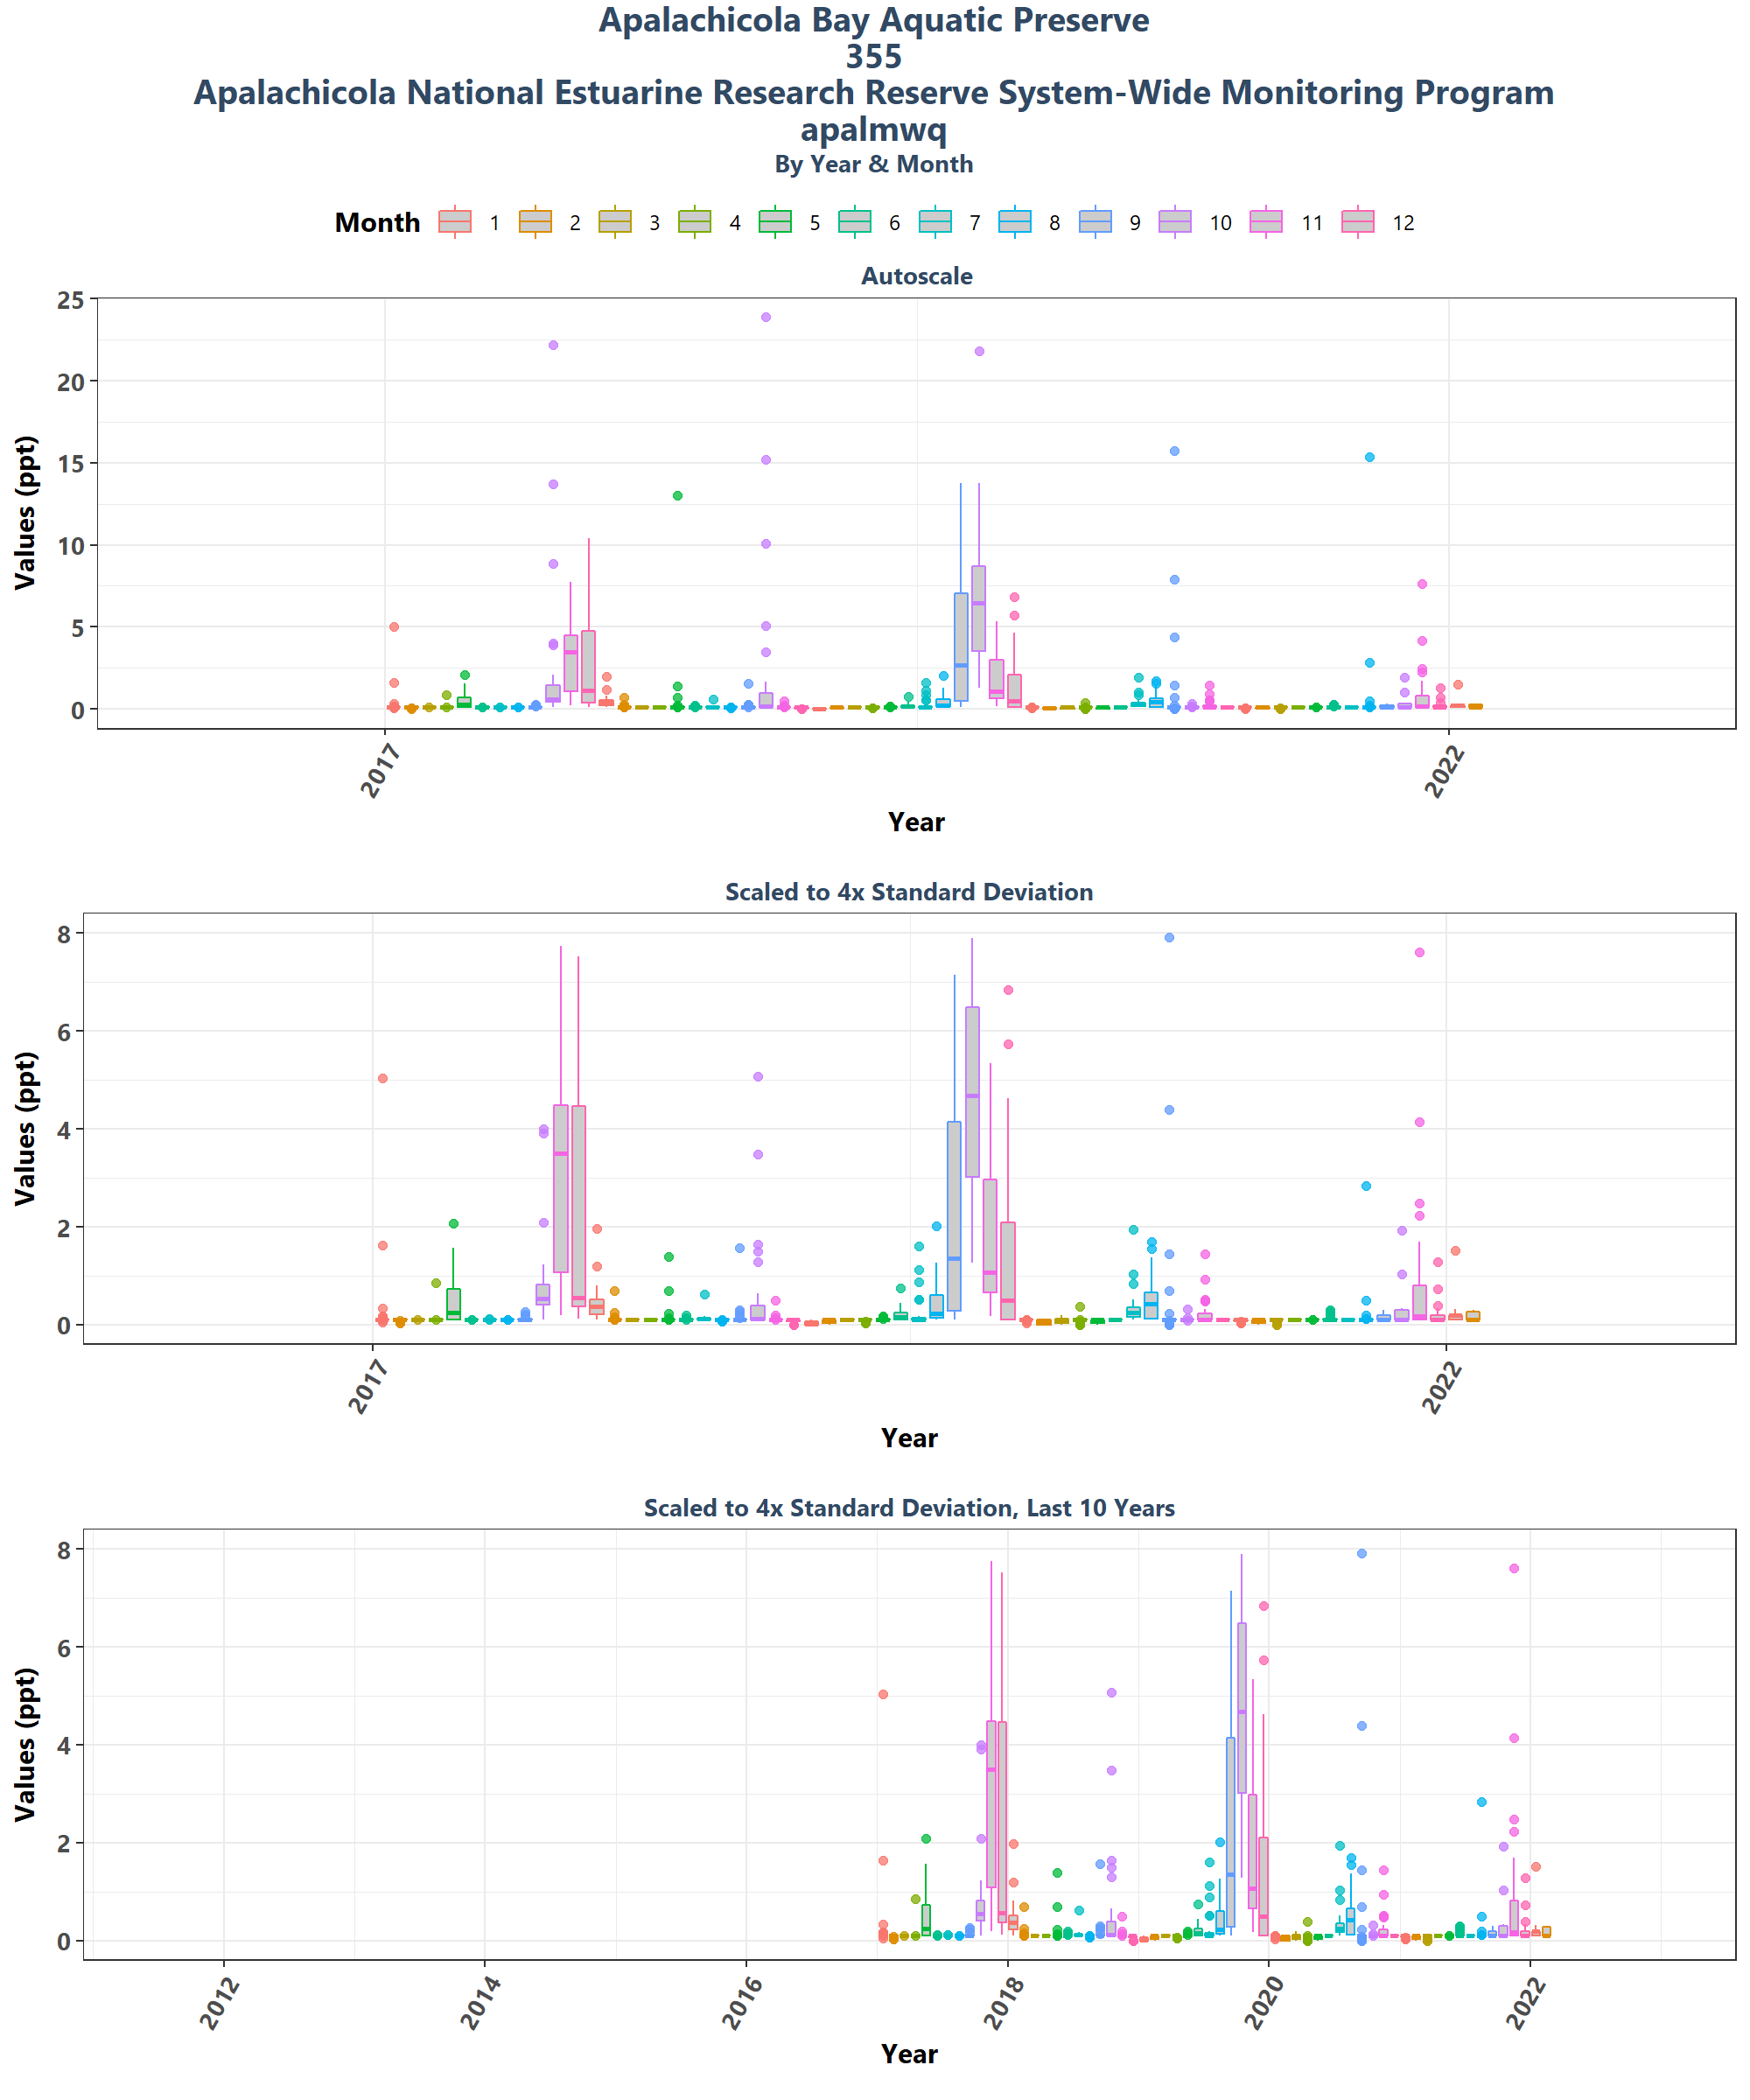 Apalachicola Bay Aquatic Preserve
355
Apalachicola National Estuarine Research Reserve System-Wide Monitoring Program
apalmwq
By Year & Month
Month 1 2 3 4 5 6 7 8 9 10 11 12
Autoscale
Values (ppt)
25
20
15
10
5
0
2017 2022
Year
Scaled to 4x Standard Deviation
Values (ppt)
8
6
4
2
0
2017 2022
Year
Scaled to 4x Standard Deviation, Last 10 Years
Values (ppt)
8
6
4
2
0
2012 2014 2016 2018 2020 2022
Year